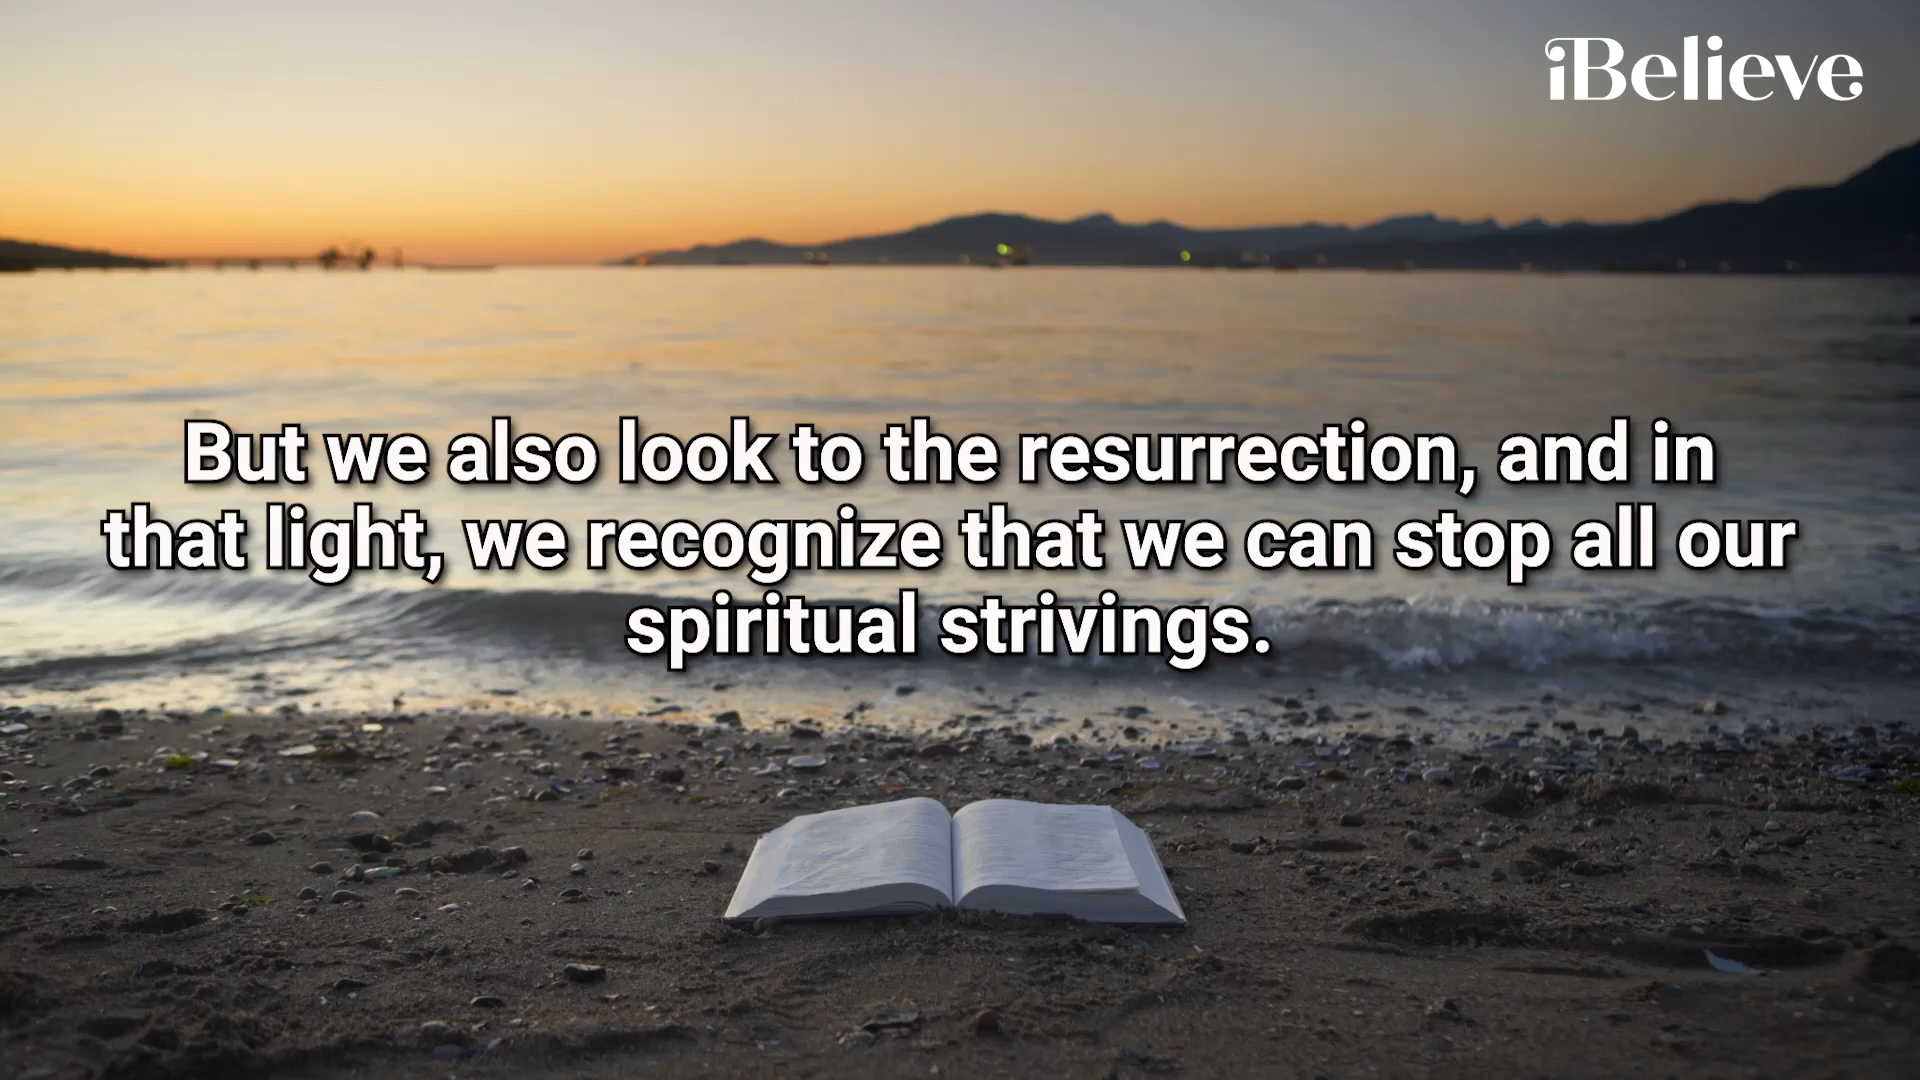 iBelieve
But we also look to the resurrection, and in
that light, we recognize that we can stop all our
spiritual strivings.